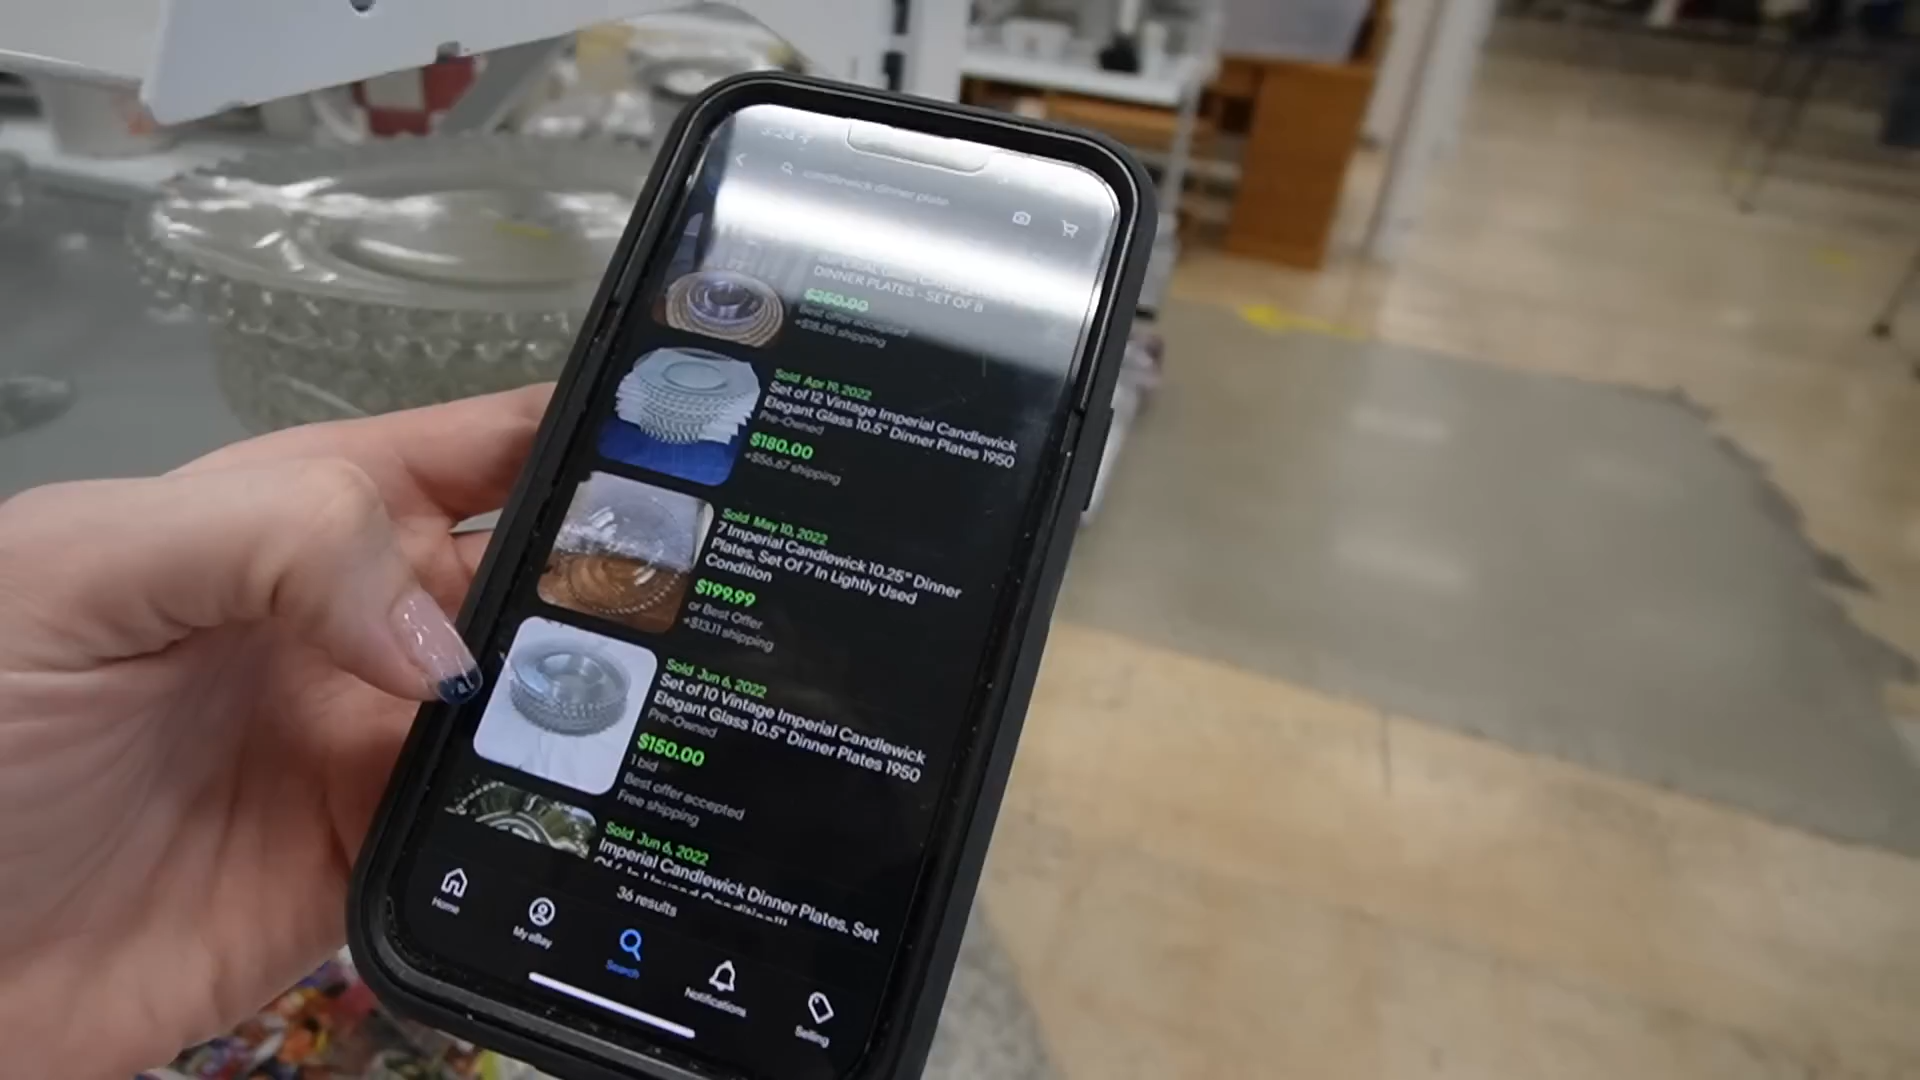 3:24
candlewick dinner plate
DINNER PLATES - SET OF 8
$250.00
Best offer accepted
+$18.85 shipping
Sold Apr 19, 2022
Set of 12 Vintage Imperial Candlewick
Elegant Glass 10.5" Dinner Plates 1950
Pre-Owned
$180.00
+$56.67 shipping
Sold May 10, 2022
7 Imperial Candlewick 10.25" Dinner
Plates. Set Of 7 In Lightly Used
Condition
$199.99
or Best Offer
+$13.11 shipping
Sold Jun 6, 2022
Set of 10 Vintage Imperial Candlewick
Elegant Glass 10.5" Dinner Plates 1950
Pre-Owned
$150.00
1 bid
Best offer accepted
Free shipping
Sold Jun 6, 2022
Imperial Candlewick Dinner Plates. Set
36 results
Home
My eBay
Search
Notifications
Selling